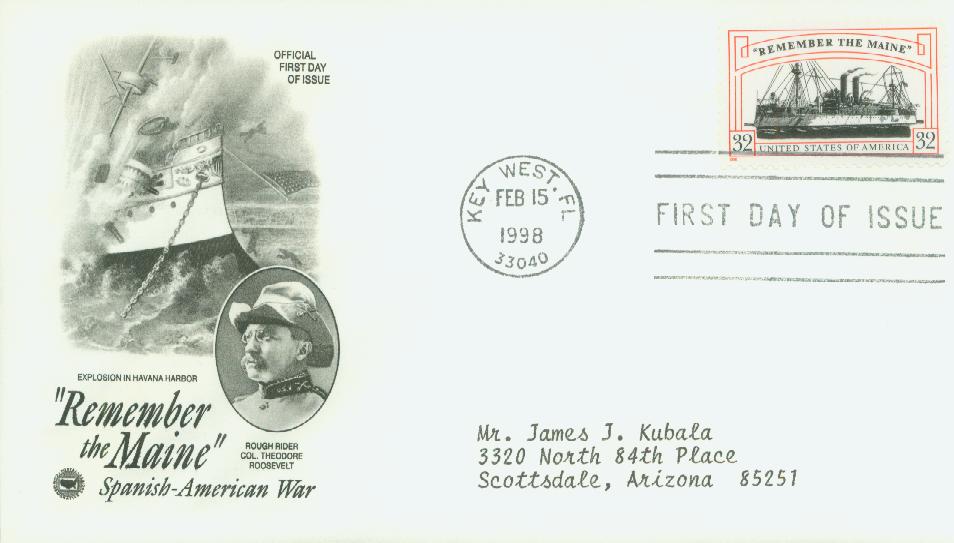 OFFICIAL
FIRST DAY
OF ISSUE
EXPLOSION IN HAVANA HARBOR
"Remember
the Maine"
Spanish-American War
ROUGH RIDER
COL. THEODORE
ROOSEVELT
KEY WEST, FL
FEB 15
1998
33040
"REMEMBER THE MAINE"
32 UNITED STATES OF AMERICA 32
FIRST DAY OF ISSUE
Mr. James J. Kubala
3320 North 84th Place
Scottsdale, Arizona 85251